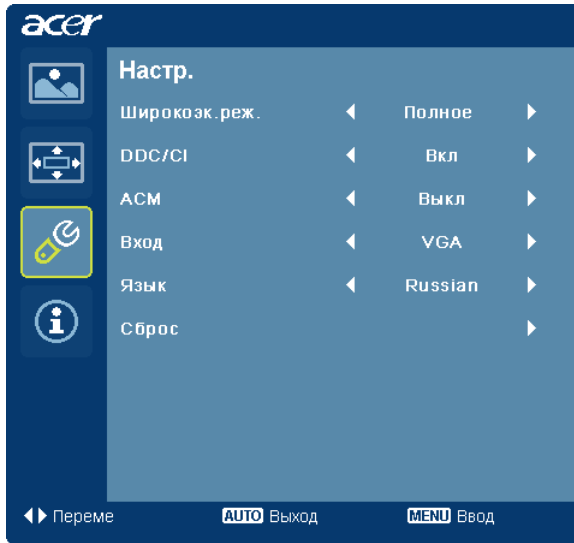 acer
Настр.
Широкоэк.реж. Полное
DDC/CI Вкл
ACM Выкл
Вход VGA
Язык Russian
Сброс
Переме AUTO Выход MENU Ввод